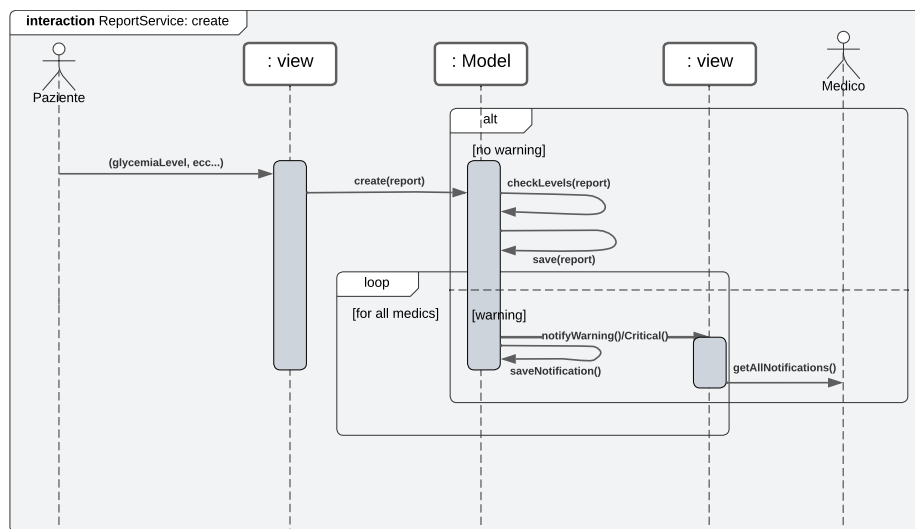 interaction ReportService: create
: view
: Model
: view
Paziente
Medico
alt
[no warning]
(glycemiaLevel, ecc...)
create(report)
checkLevels(report)
save(report)
loop
[for all medics]
[warning]
notifyWarning()/Critical()
saveNotification()
getAllNotifications()